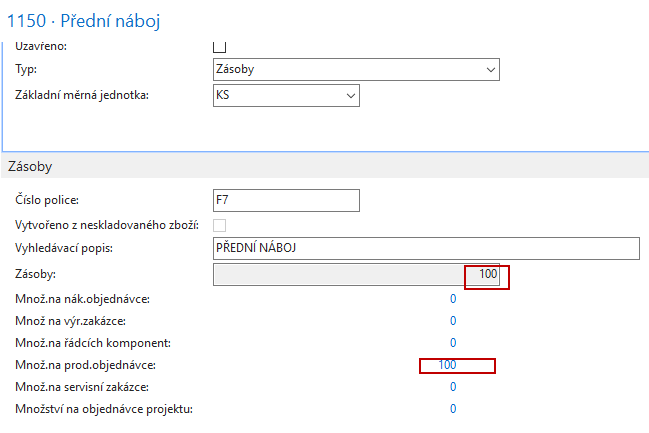 1150 · Přední náboj
Uzavřeno:
Typ: Zásoby
Základní měrná jednotka: KS
Zásoby
Číslo police: F7
Vytvořeno z neskladovaného zboží:
Vyhledávací popis: PŘEDNÍ NÁBOJ
Zásoby: 100
Množ.na nák.objednávce: 0
Množ na výr.zakázce: 0
Množ.na řádcích komponent: 0
Množ.na prod.objednávce: 100
Množ.na servisní zakázce: 0
Množství na objednávce projektu: 0